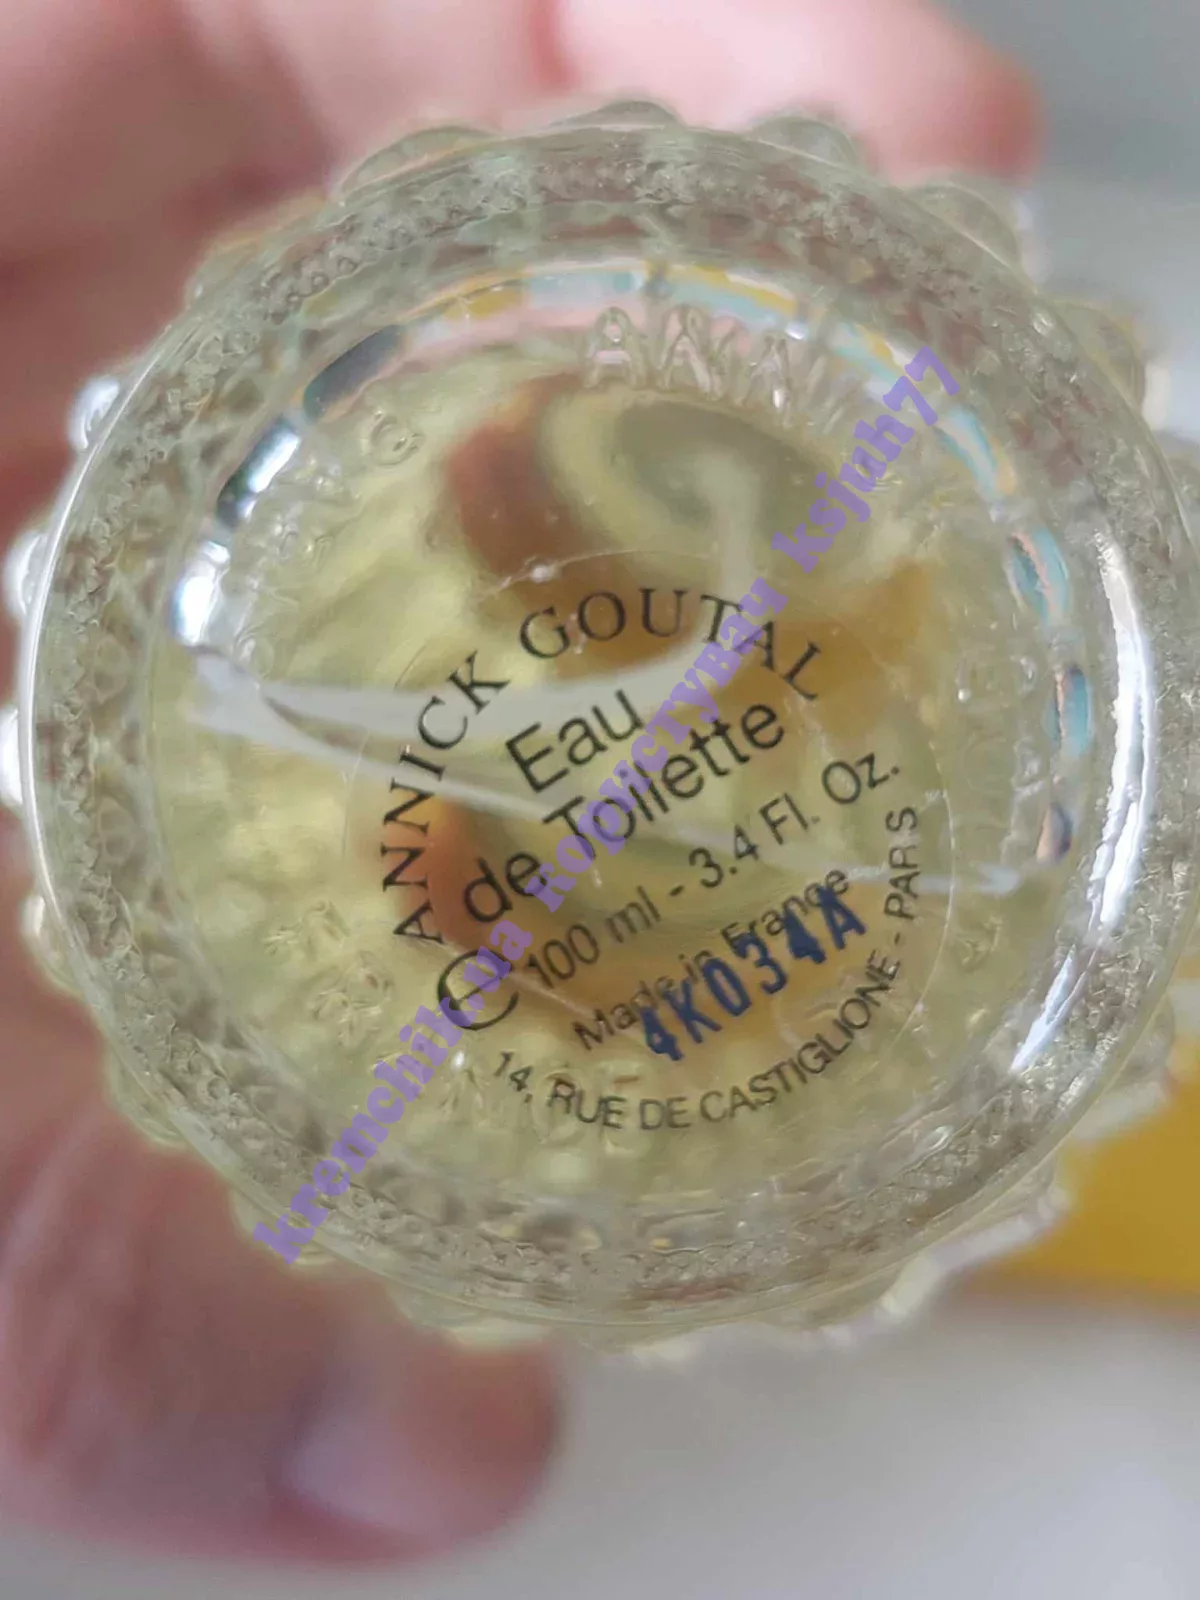 ANNICK GOUTAL
Eau
de Toilette
℮ 100 ml - 3.4 Fl. Oz.
Made in France
4K034A
14, RUE DE CASTIGLIONE - PARIS
kremchik.ua користувач ksjuh77